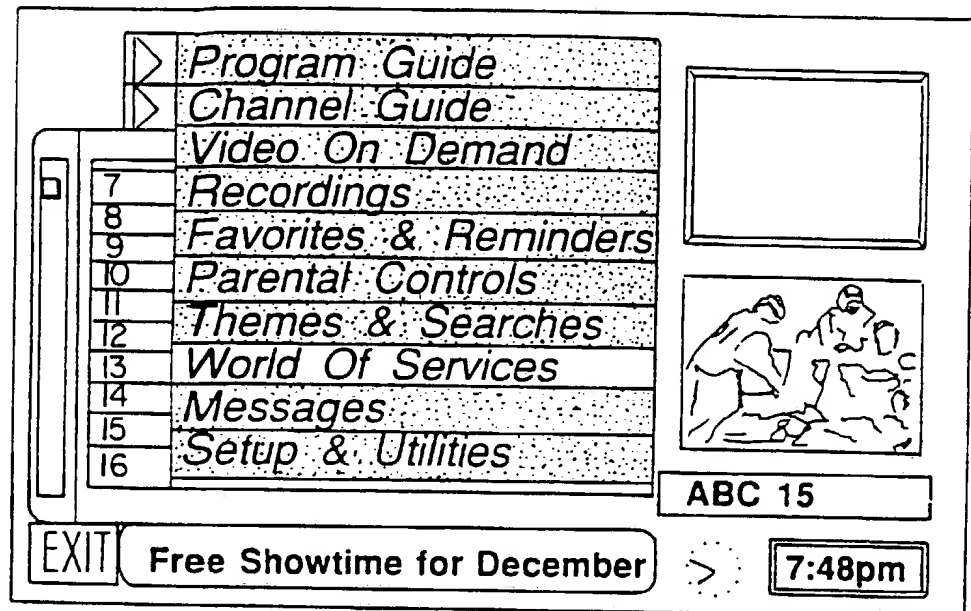 Program Guide
Channel Guide
Video On Demand
7 Recordings
8
9 Favorites & Reminders
10 Parental Controls
11
12 Themes & Searches
13 World Of Services
14 Messages
15
16 Setup & Utilities
ABC 15
EXIT Free Showtime for December
7:48pm